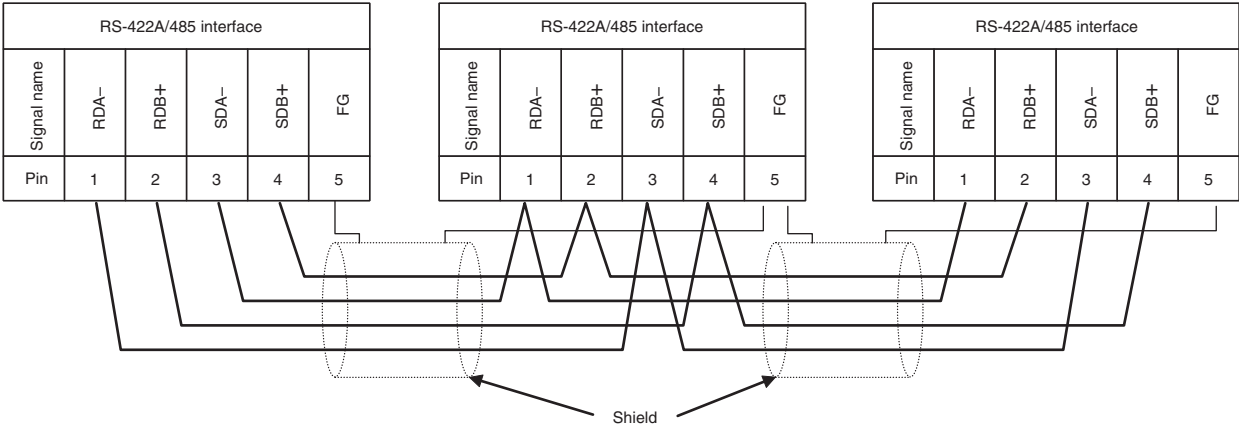 RS-422A/485 interface RS-422A/485 interface RS-422A/485 interface
Signal name RDA− RDB+ SDA− SDB+ FG Signal name RDA− RDB+ SDA− SDB+ FG Signal name RDA− RDB+ SDA− SDB+ FG
Pin 1 2 3 4 5 Pin 1 2 3 4 5 Pin 1 2 3 4 5
Shield